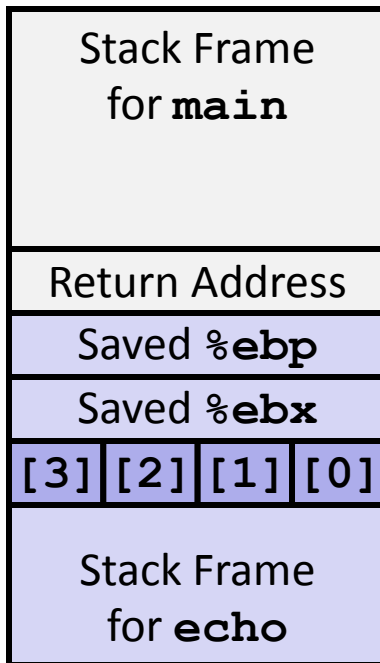 Stack Frame
for main
Return Address
Saved %ebp
Saved %ebx
[3] [2] [1] [0]
Stack Frame
for echo